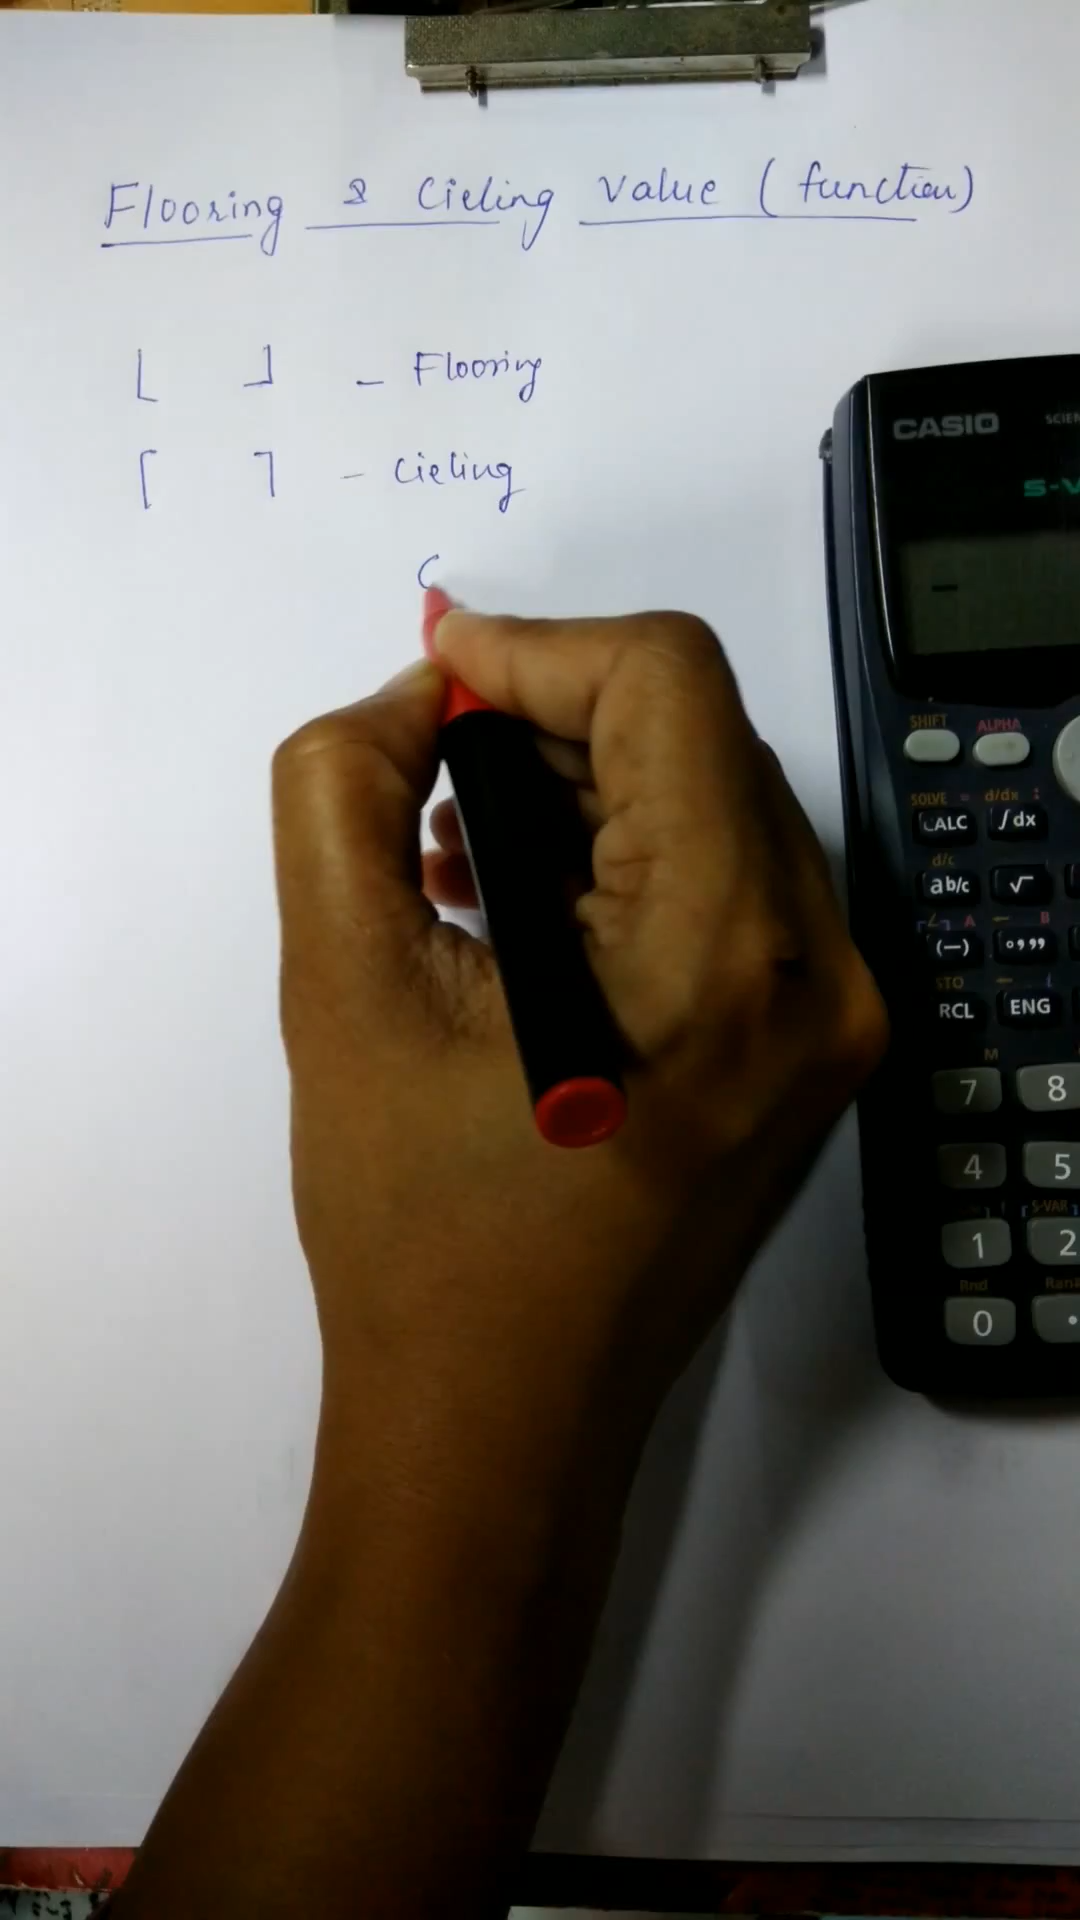 Flooring & Cieling Value (function)
⌊ ⌋ - Flooring
⌈ ⌉ - Cieling
C
CASIO
SHIFT ALPHA
SOLVE = d/dx :
CALC ∫dx
d/c
ab/c √
A B
(-) ° ' "
STO
RCL ENG
M
7 8
4 5
S-VAR
1 2
Rnd
0 .